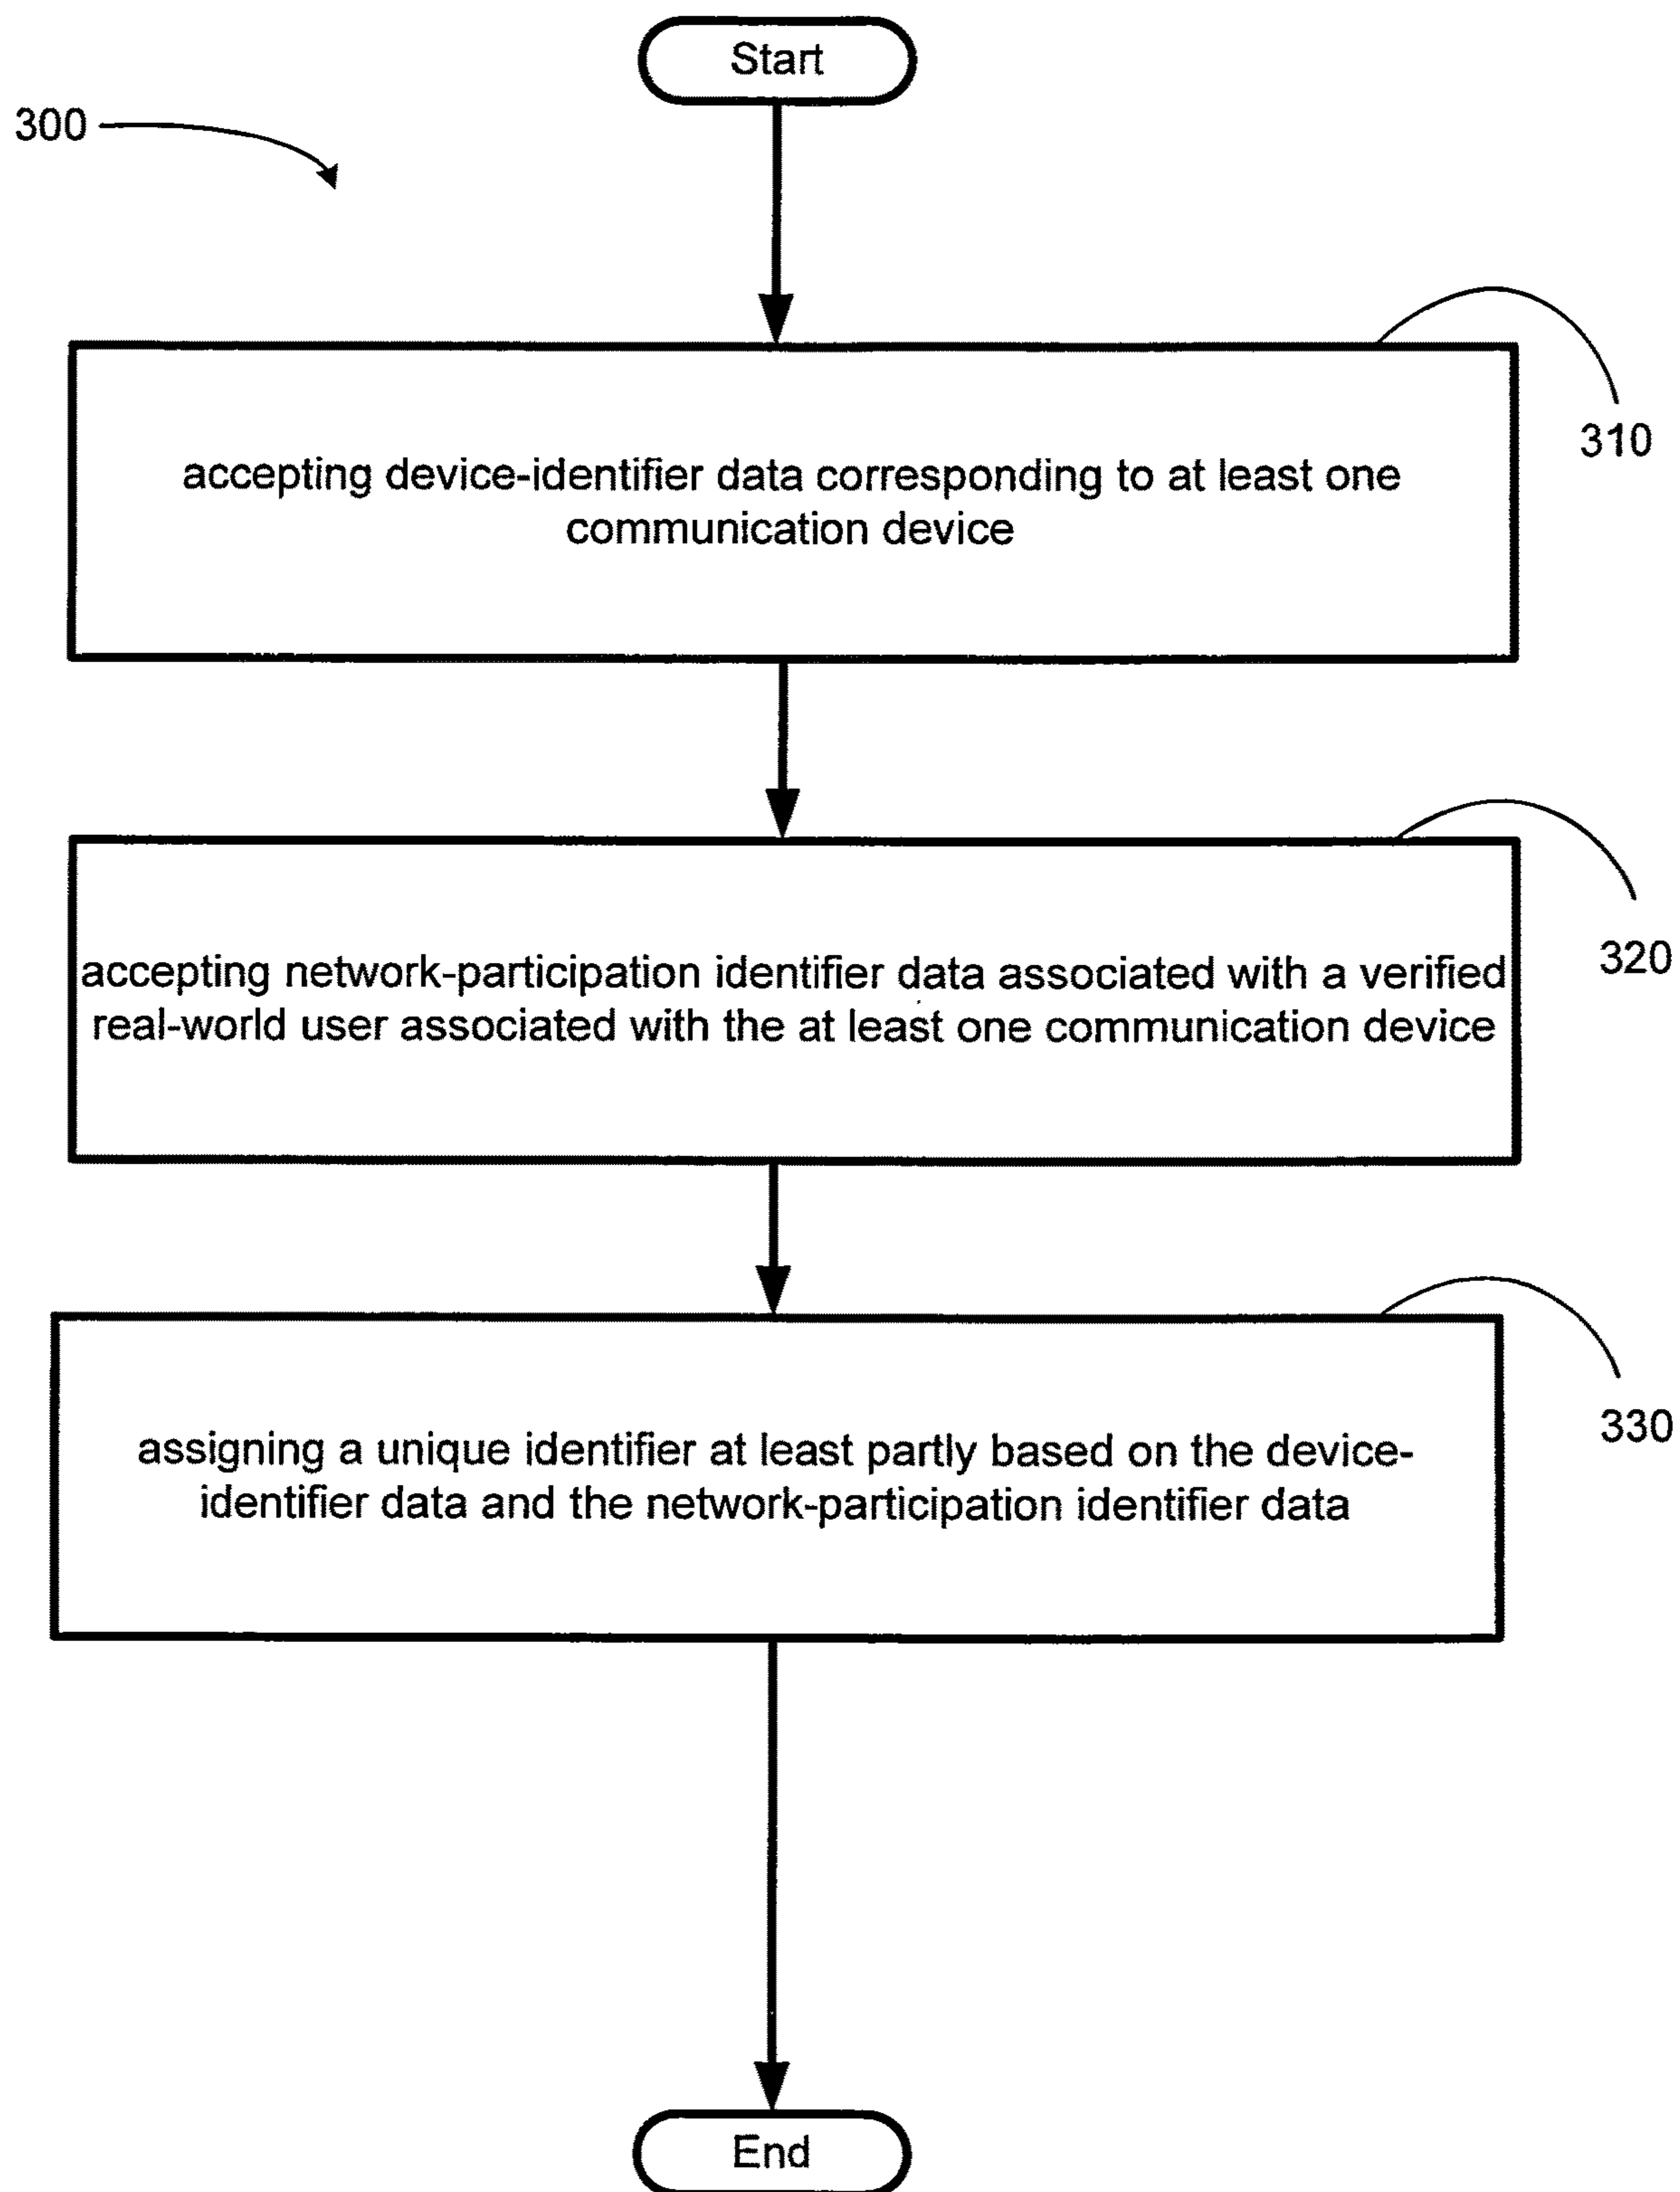 Start
300
310
accepting device-identifier data corresponding to at least one
communication device
320
accepting network-participation identifier data associated with a verified
real-world user associated with the at least one communication device
330
assigning a unique identifier at least partly based on the device-
identifier data and the network-participation identifier data
End